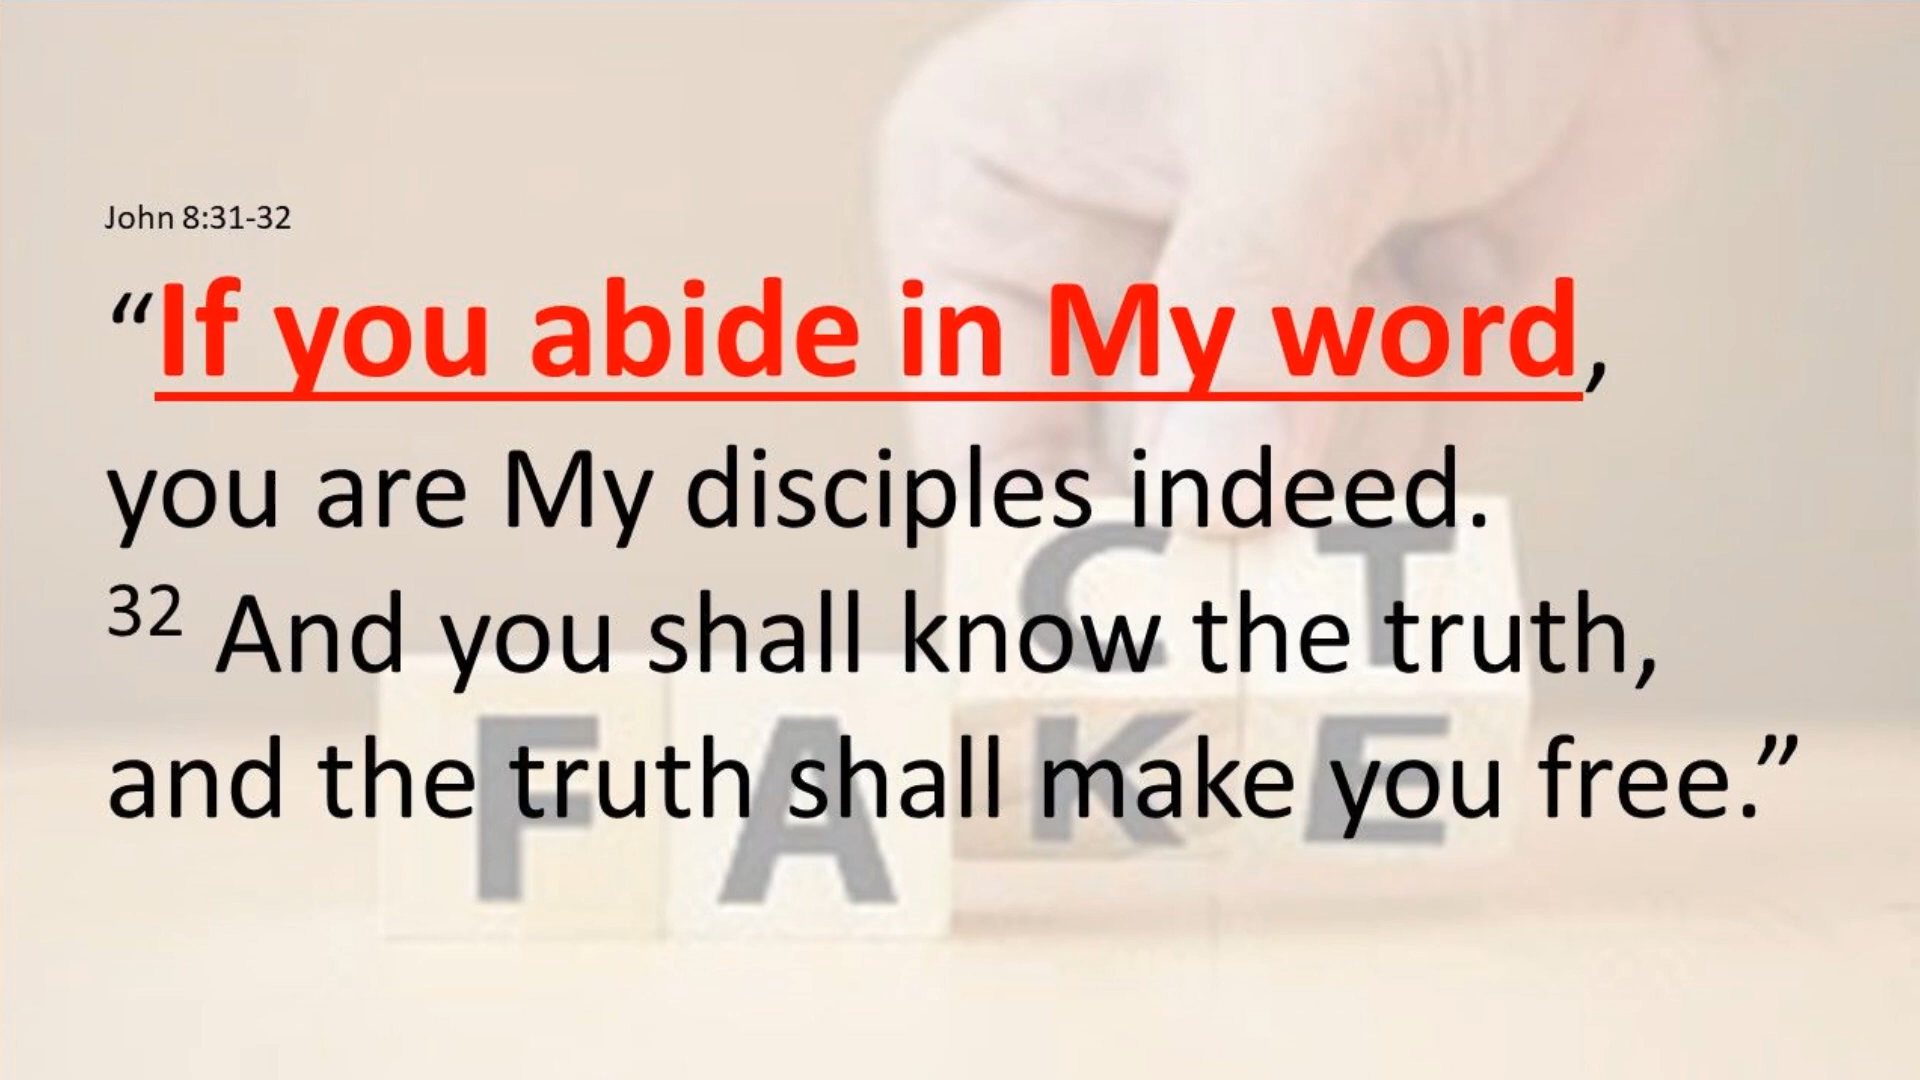 John 8:31-32
“If you abide in My word,
you are My disciples indeed.
32 And you shall know the truth,
and the truth shall make you free.”
C T
F A K E